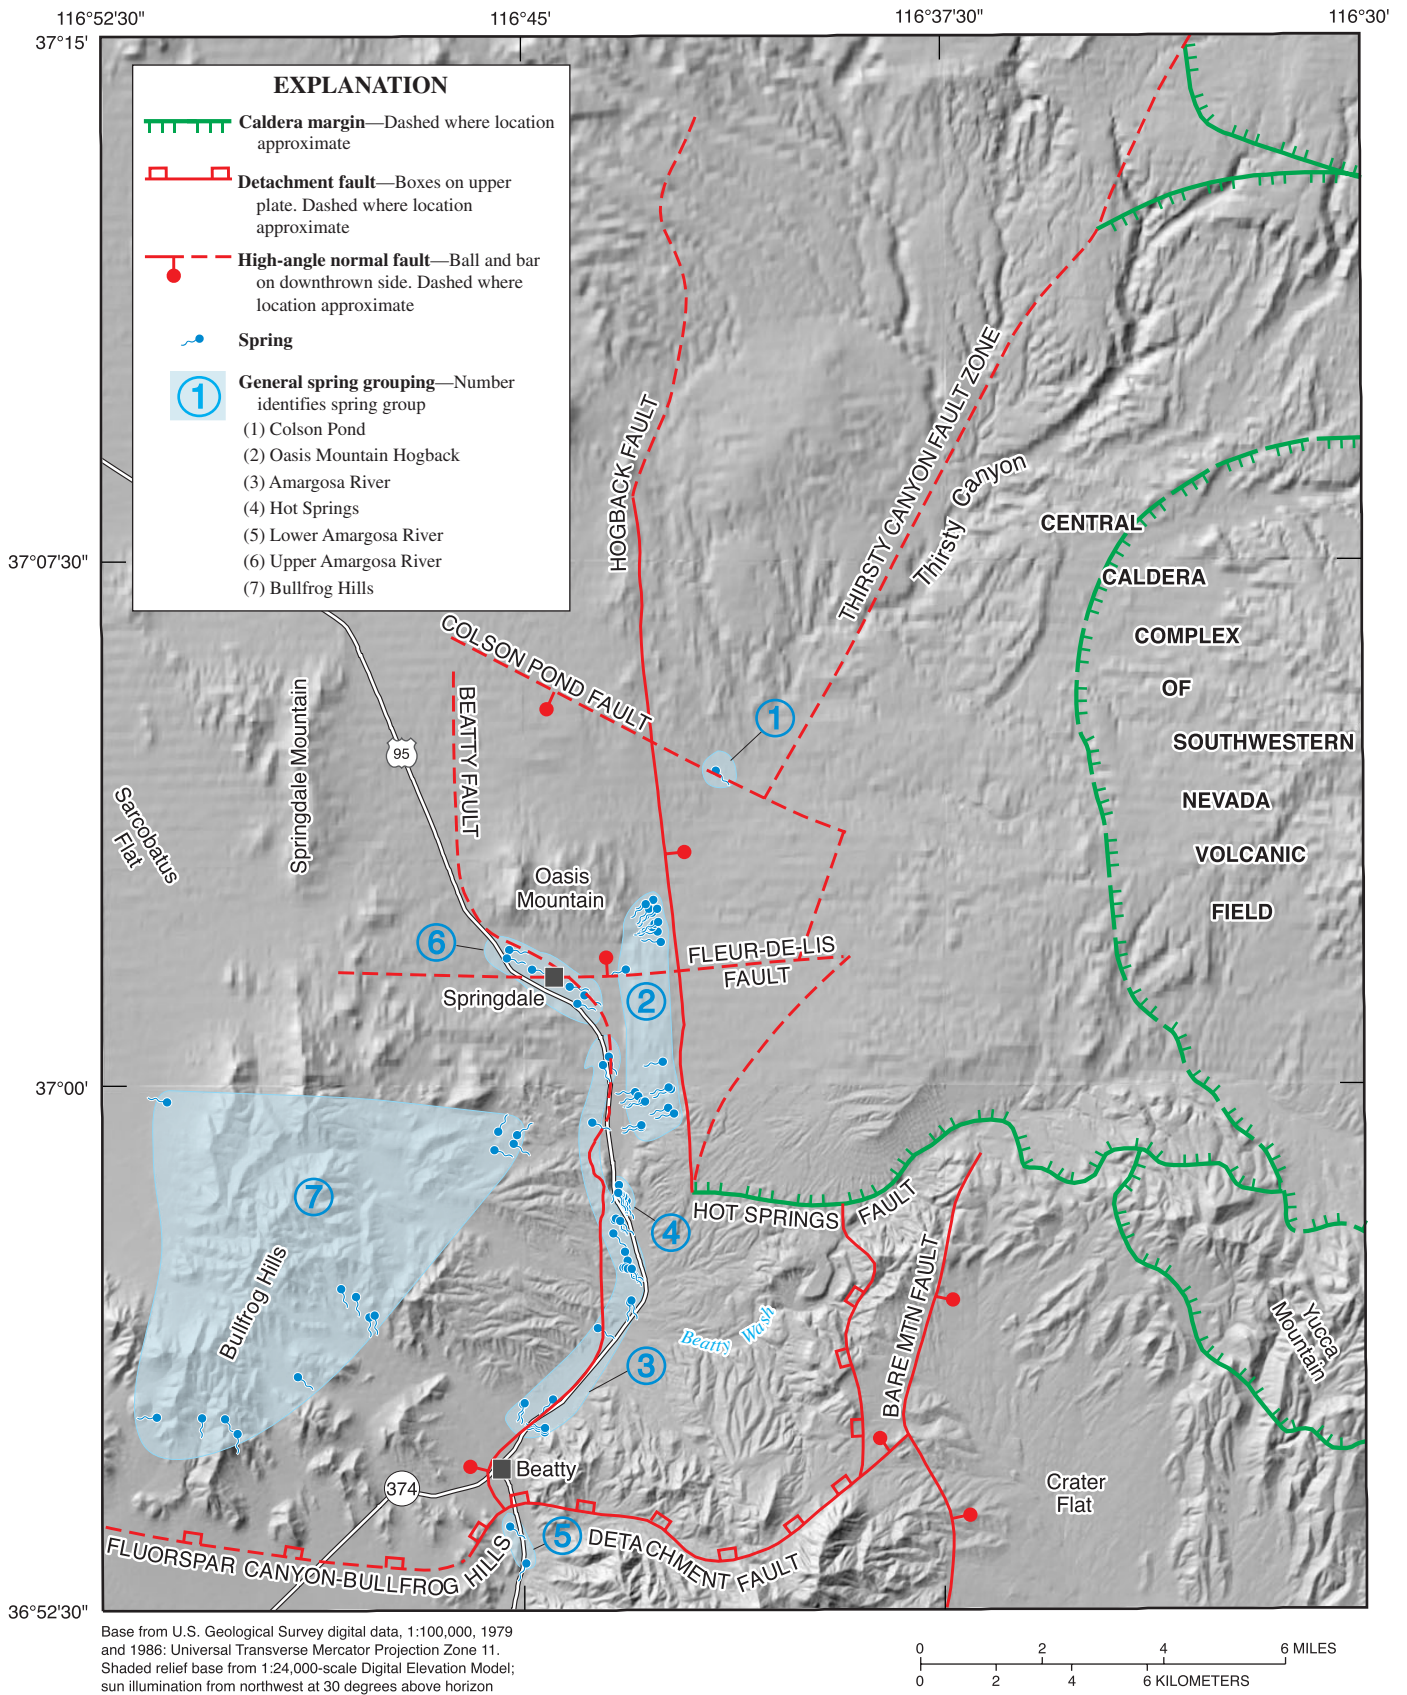 116°52'30"
116°45'
116°37'30"
116°30'
37°15'
EXPLANATION
Caldera margin—Dashed where location
approximate
Detachment fault—Boxes on upper
plate. Dashed where location
approximate
High-angle normal fault—Ball and bar
on downthrown side. Dashed where
location approximate
Spring
1
General spring grouping—Number
identifies spring group
(1) Colson Pond
(2) Oasis Mountain Hogback
(3) Amargosa River
(4) Hot Springs
(5) Lower Amargosa River
(6) Upper Amargosa River
(7) Bullfrog Hills
HOGBACK FAULT
THIRSTY CANYON FAULT ZONE
Thirsty Canyon
CENTRAL
CALDERA
COMPLEX
OF
SOUTHWESTERN
NEVADA
VOLCANIC
FIELD
37°07'30"
COLSON POND FAULT
BEATTY FAULT
1
95
Springdale Mountain
Sarcobatus
Flat
Oasis
Mountain
6
FLEUR-DE-LIS
FAULT
Springdale
2
37°00'
7
4
HOT SPRINGS FAULT
BARE MTN FAULT
Bullfrog Hills
Beatty Wash
3
Yucca
Mountain
Beatty
374
Crater
Flat
5
FLUORSPAR CANYON-BULLFROG HILLS DETACHMENT FAULT
36°52'30"
Base from U.S. Geological Survey digital data, 1:100,000, 1979
and 1986: Universal Transverse Mercator Projection Zone 11.
Shaded relief base from 1:24,000-scale Digital Elevation Model;
sun illumination from northwest at 30 degrees above horizon
0 2 4 6 MILES
0 2 4 6 KILOMETERS